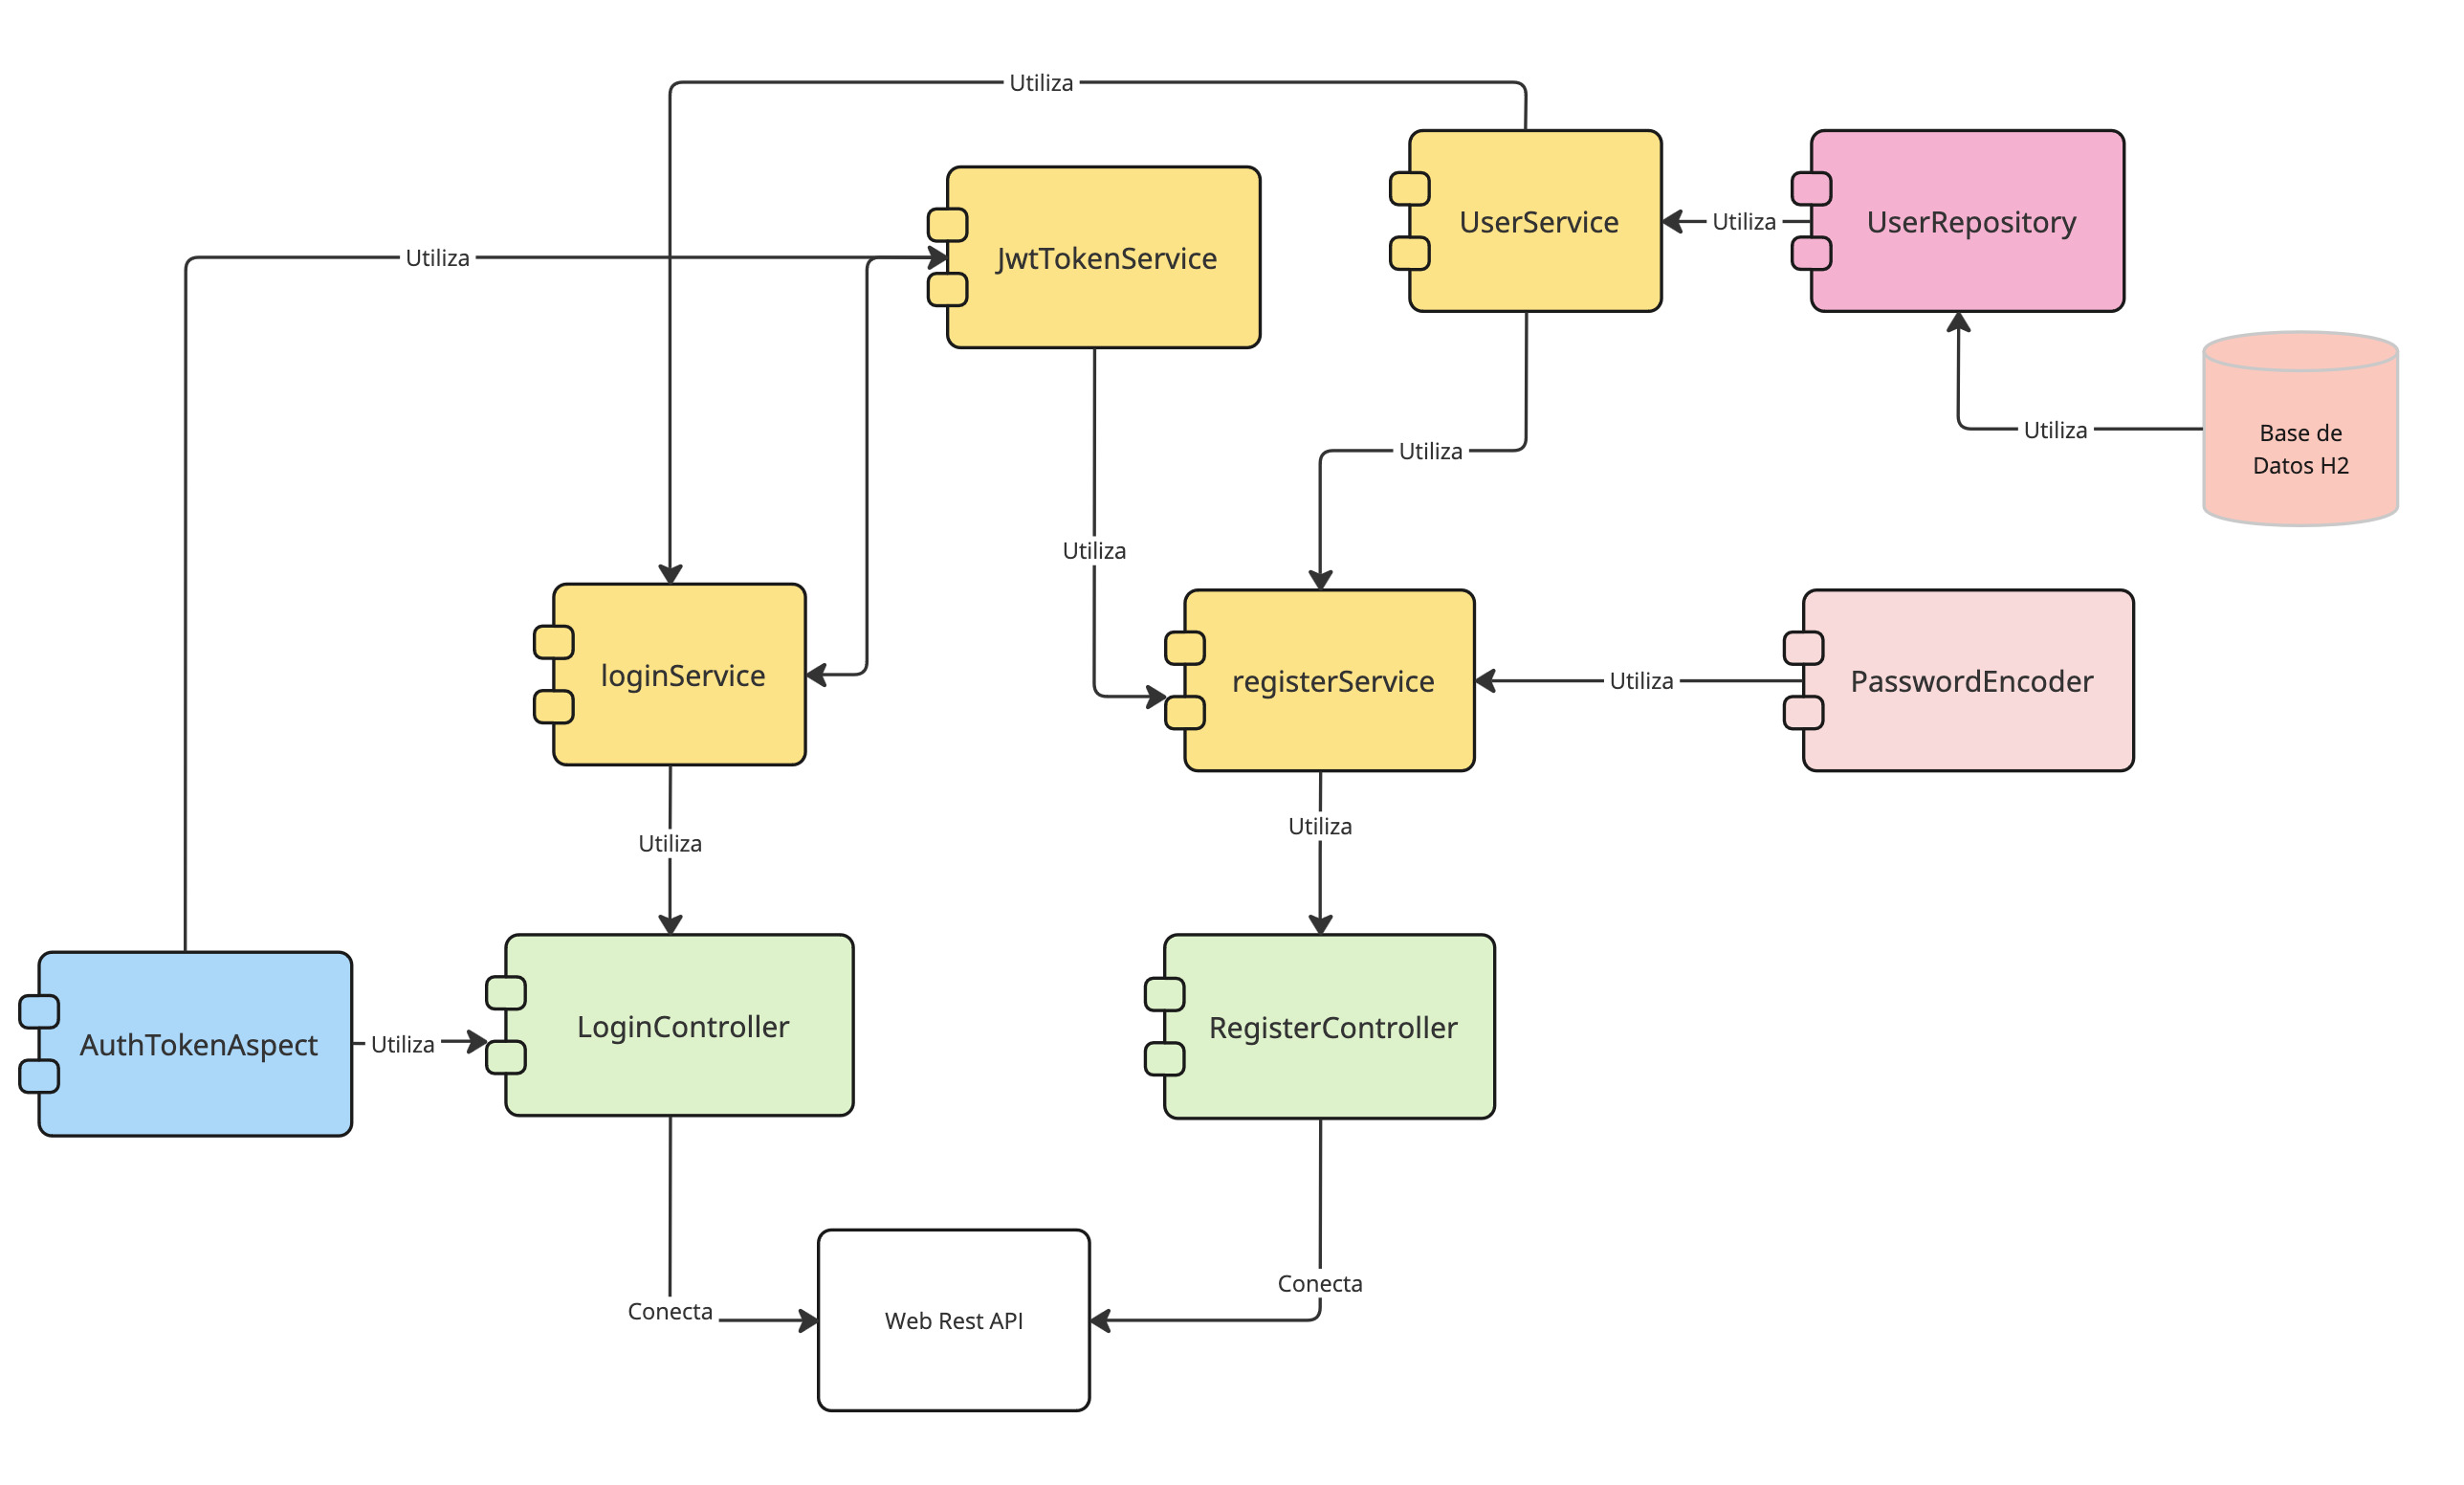 Utiliza
UserService
Utiliza
UserRepository
Utiliza
JwtTokenService
Base de
Datos H2
Utiliza
Utiliza
Utiliza
loginService
registerService
Utiliza
PasswordEncoder
Utiliza
Utiliza
AuthTokenAspect
Utiliza
LoginController
RegisterController
Conecta
Conecta
Web Rest API